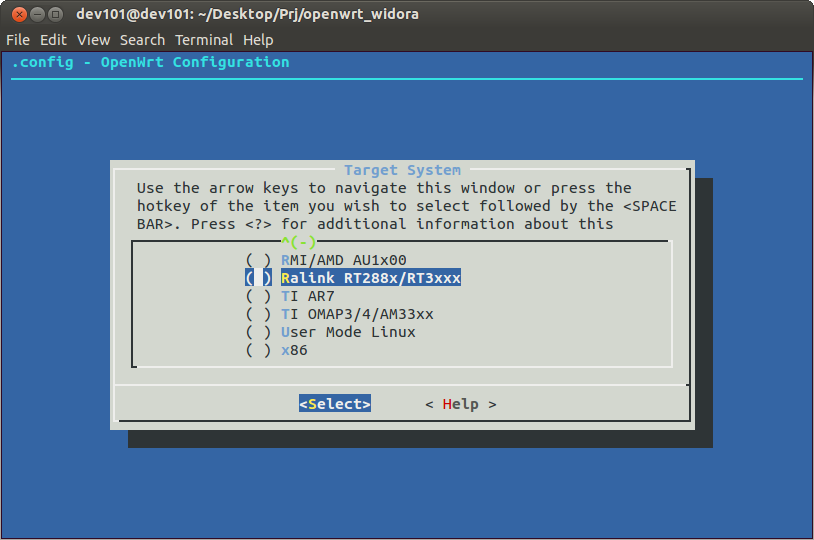 dev101@dev101: ~/Desktop/Prj/openwrt_widora
File Edit View Search Terminal Help
.config - OpenWrt Configuration
Target System
Use the arrow keys to navigate this window or press the
hotkey of the item you wish to select followed by the <SPACE
BAR>. Press <?> for additional information about this
^(-)
( ) RMI/AMD AU1x00
( ) Ralink RT288x/RT3xxx
( ) TI AR7
( ) TI OMAP3/4/AM33xx
( ) User Mode Linux
( ) x86
<Select> < Help >